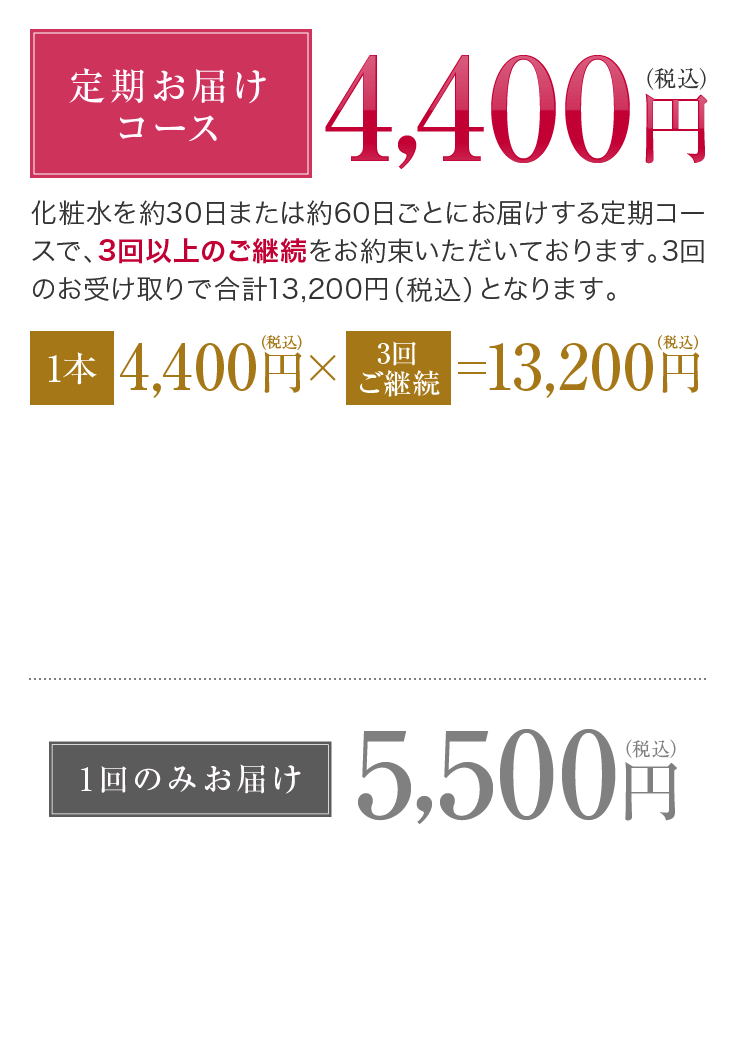 定期お届け
コース
4,400円(税込)
化粧水を約30日または約60日ごとにお届けする定期コー
スで、3回以上のご継続をお約束いただいております。3回
のお受け取りで合計13,200円(税込)となります。
1本 4,400円(税込)×3回ご継続=13,200円(税込)
1回のみお届け 5,500円(税込)